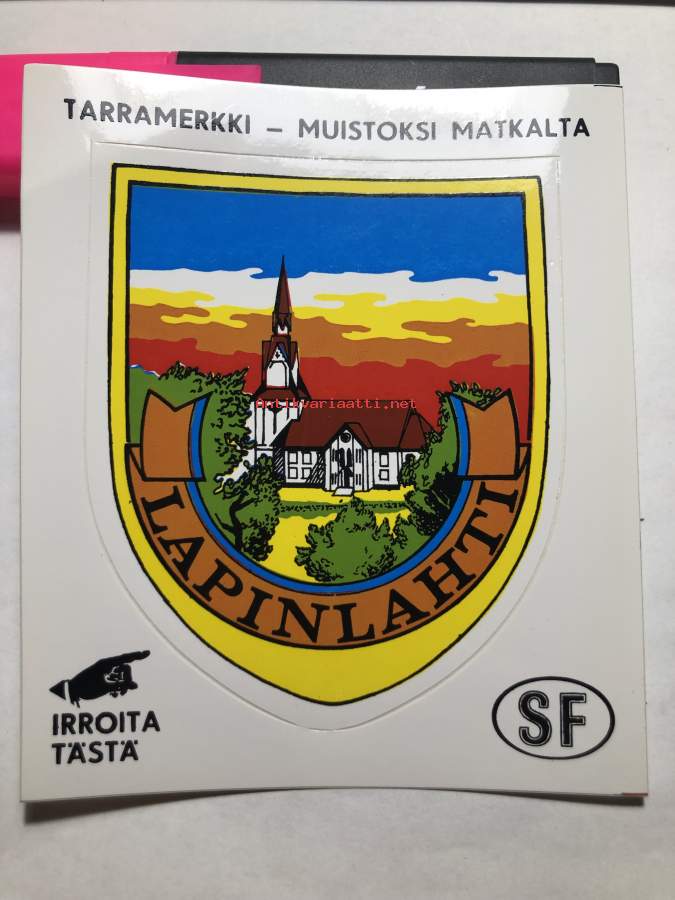 TARRAMERKKI – MUISTOKSI MATKALTA
Antikvariaatti.net
LAPINLAHTI
IRROITA
TÄSTÄ
SF